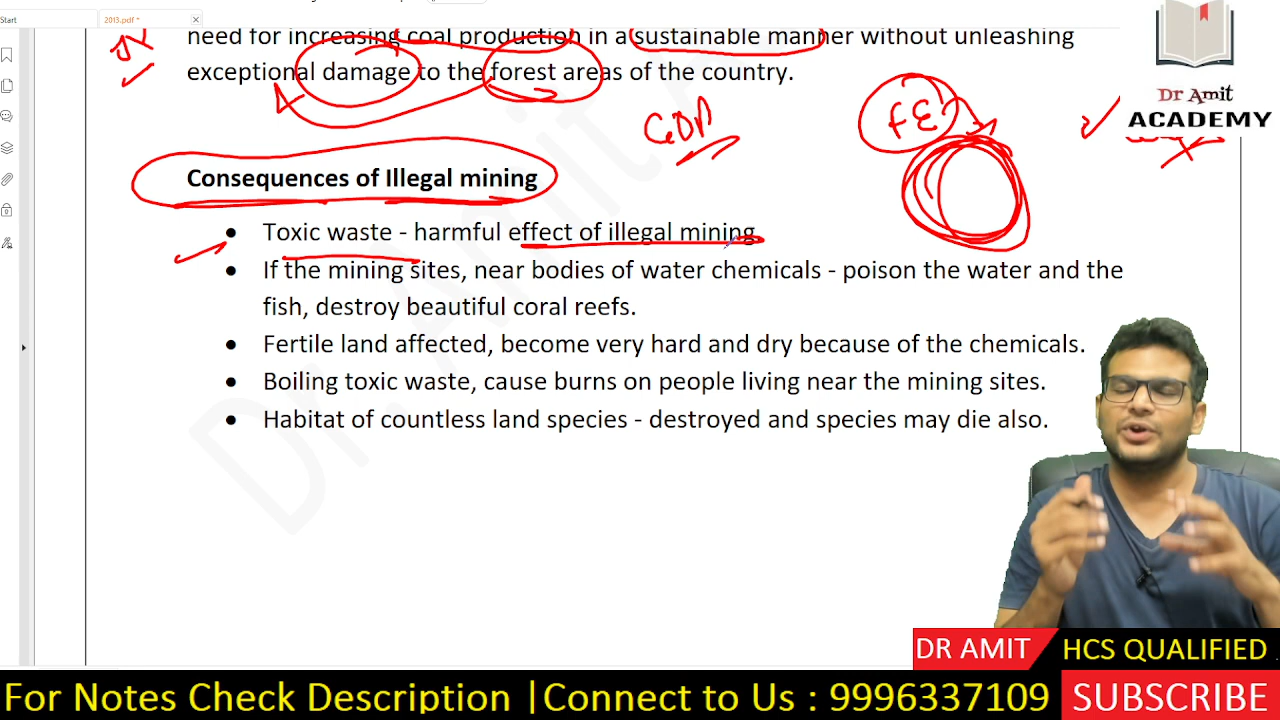 Start
2013.pdf *
need for increasing coal production in a sustainable manner without unleashing
exceptional damage to the forest areas of the country.
Dr Amit
ACADEMY
Consequences of Illegal mining
Toxic waste - harmful effect of illegal mining
If the mining sites, near bodies of water chemicals - poison the water and the
fish, destroy beautiful coral reefs.
Fertile land affected, become very hard and dry because of the chemicals.
Boiling toxic waste, cause burns on people living near the mining sites.
Habitat of countless land species - destroyed and species may die also.
DR AMIT HCS QUALIFIED
For Notes Check Description |Connect to Us : 9996337109 SUBSCRIBE